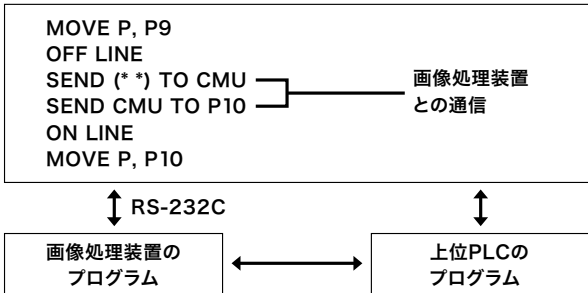 MOVE P, P9
OFF LINE
SEND (* *) TO CMU
SEND CMU TO P10
ON LINE
MOVE P, P10
画像処理装置
との通信
RS-232C
画像処理装置の
プログラム
上位PLCの
プログラム